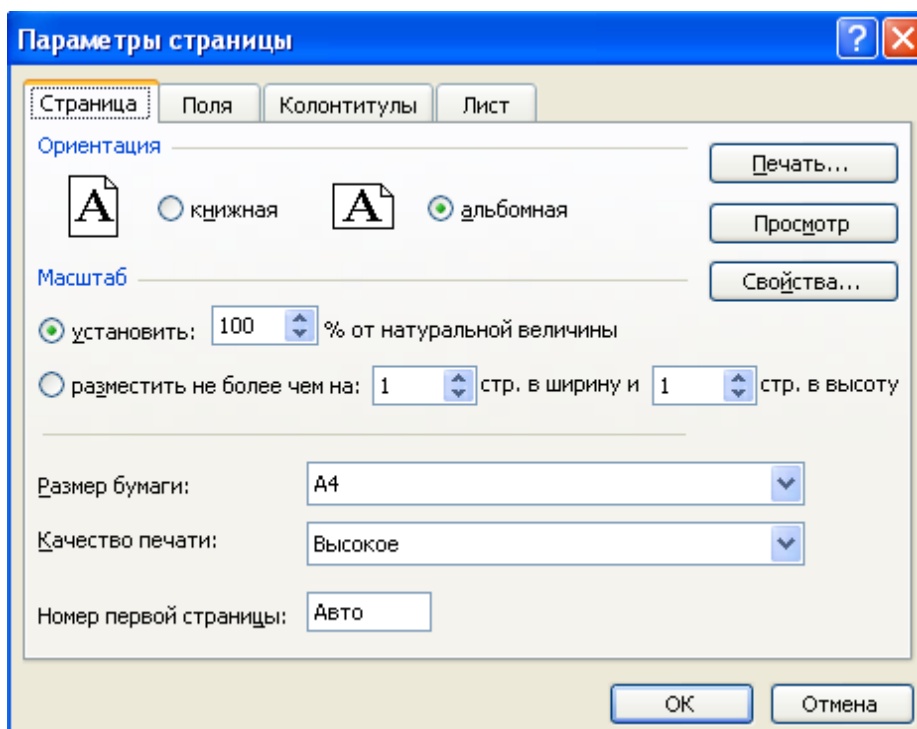 Параметры страницы
Страница Поля Колонтитулы Лист
Ориентация
Печать...
A книжная A альбомная
Просмотр
Масштаб
Свойства...
установить: 100 % от натуральной величины
разместить не более чем на: 1 стр. в ширину и 1 стр. в высоту
Размер бумаги: A4
Качество печати: Высокое
Номер первой страницы: Авто
ОК Отмена